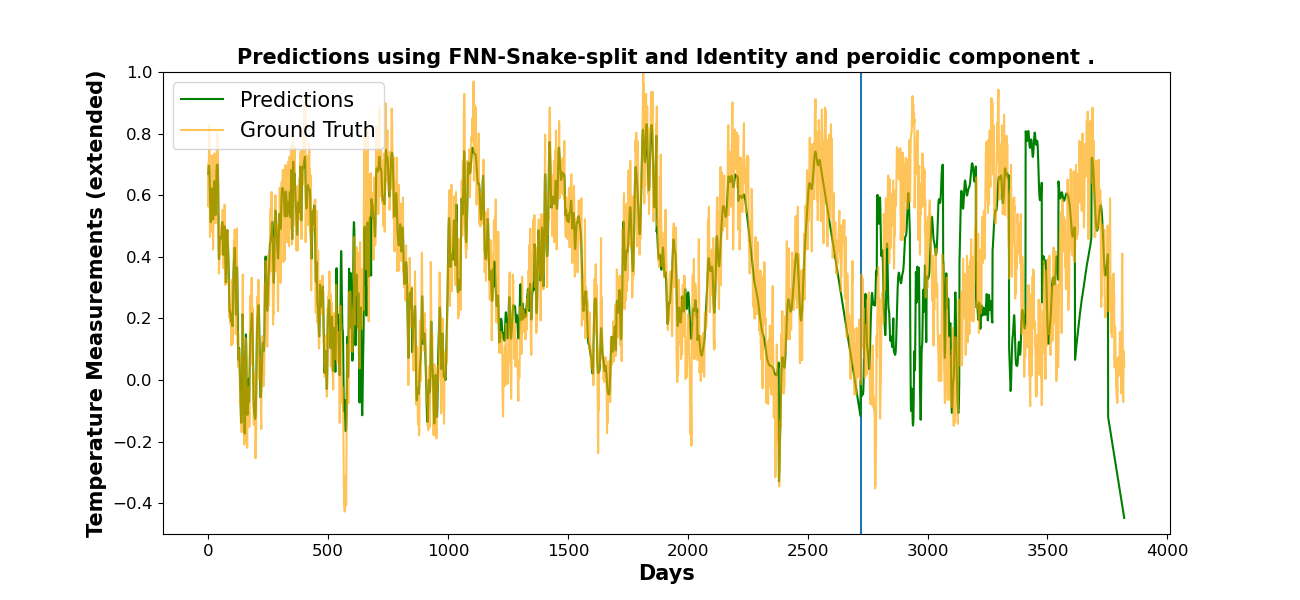 Predictions using FNN-Snake-split and Identity and peroidic component .
Temperature Measurements (extended)
1.0
0.8
0.6
0.4
0.2
0.0
−0.2
−0.4
Predictions
Ground Truth
0 500 1000 1500 2000 2500 3000 3500 4000
Days